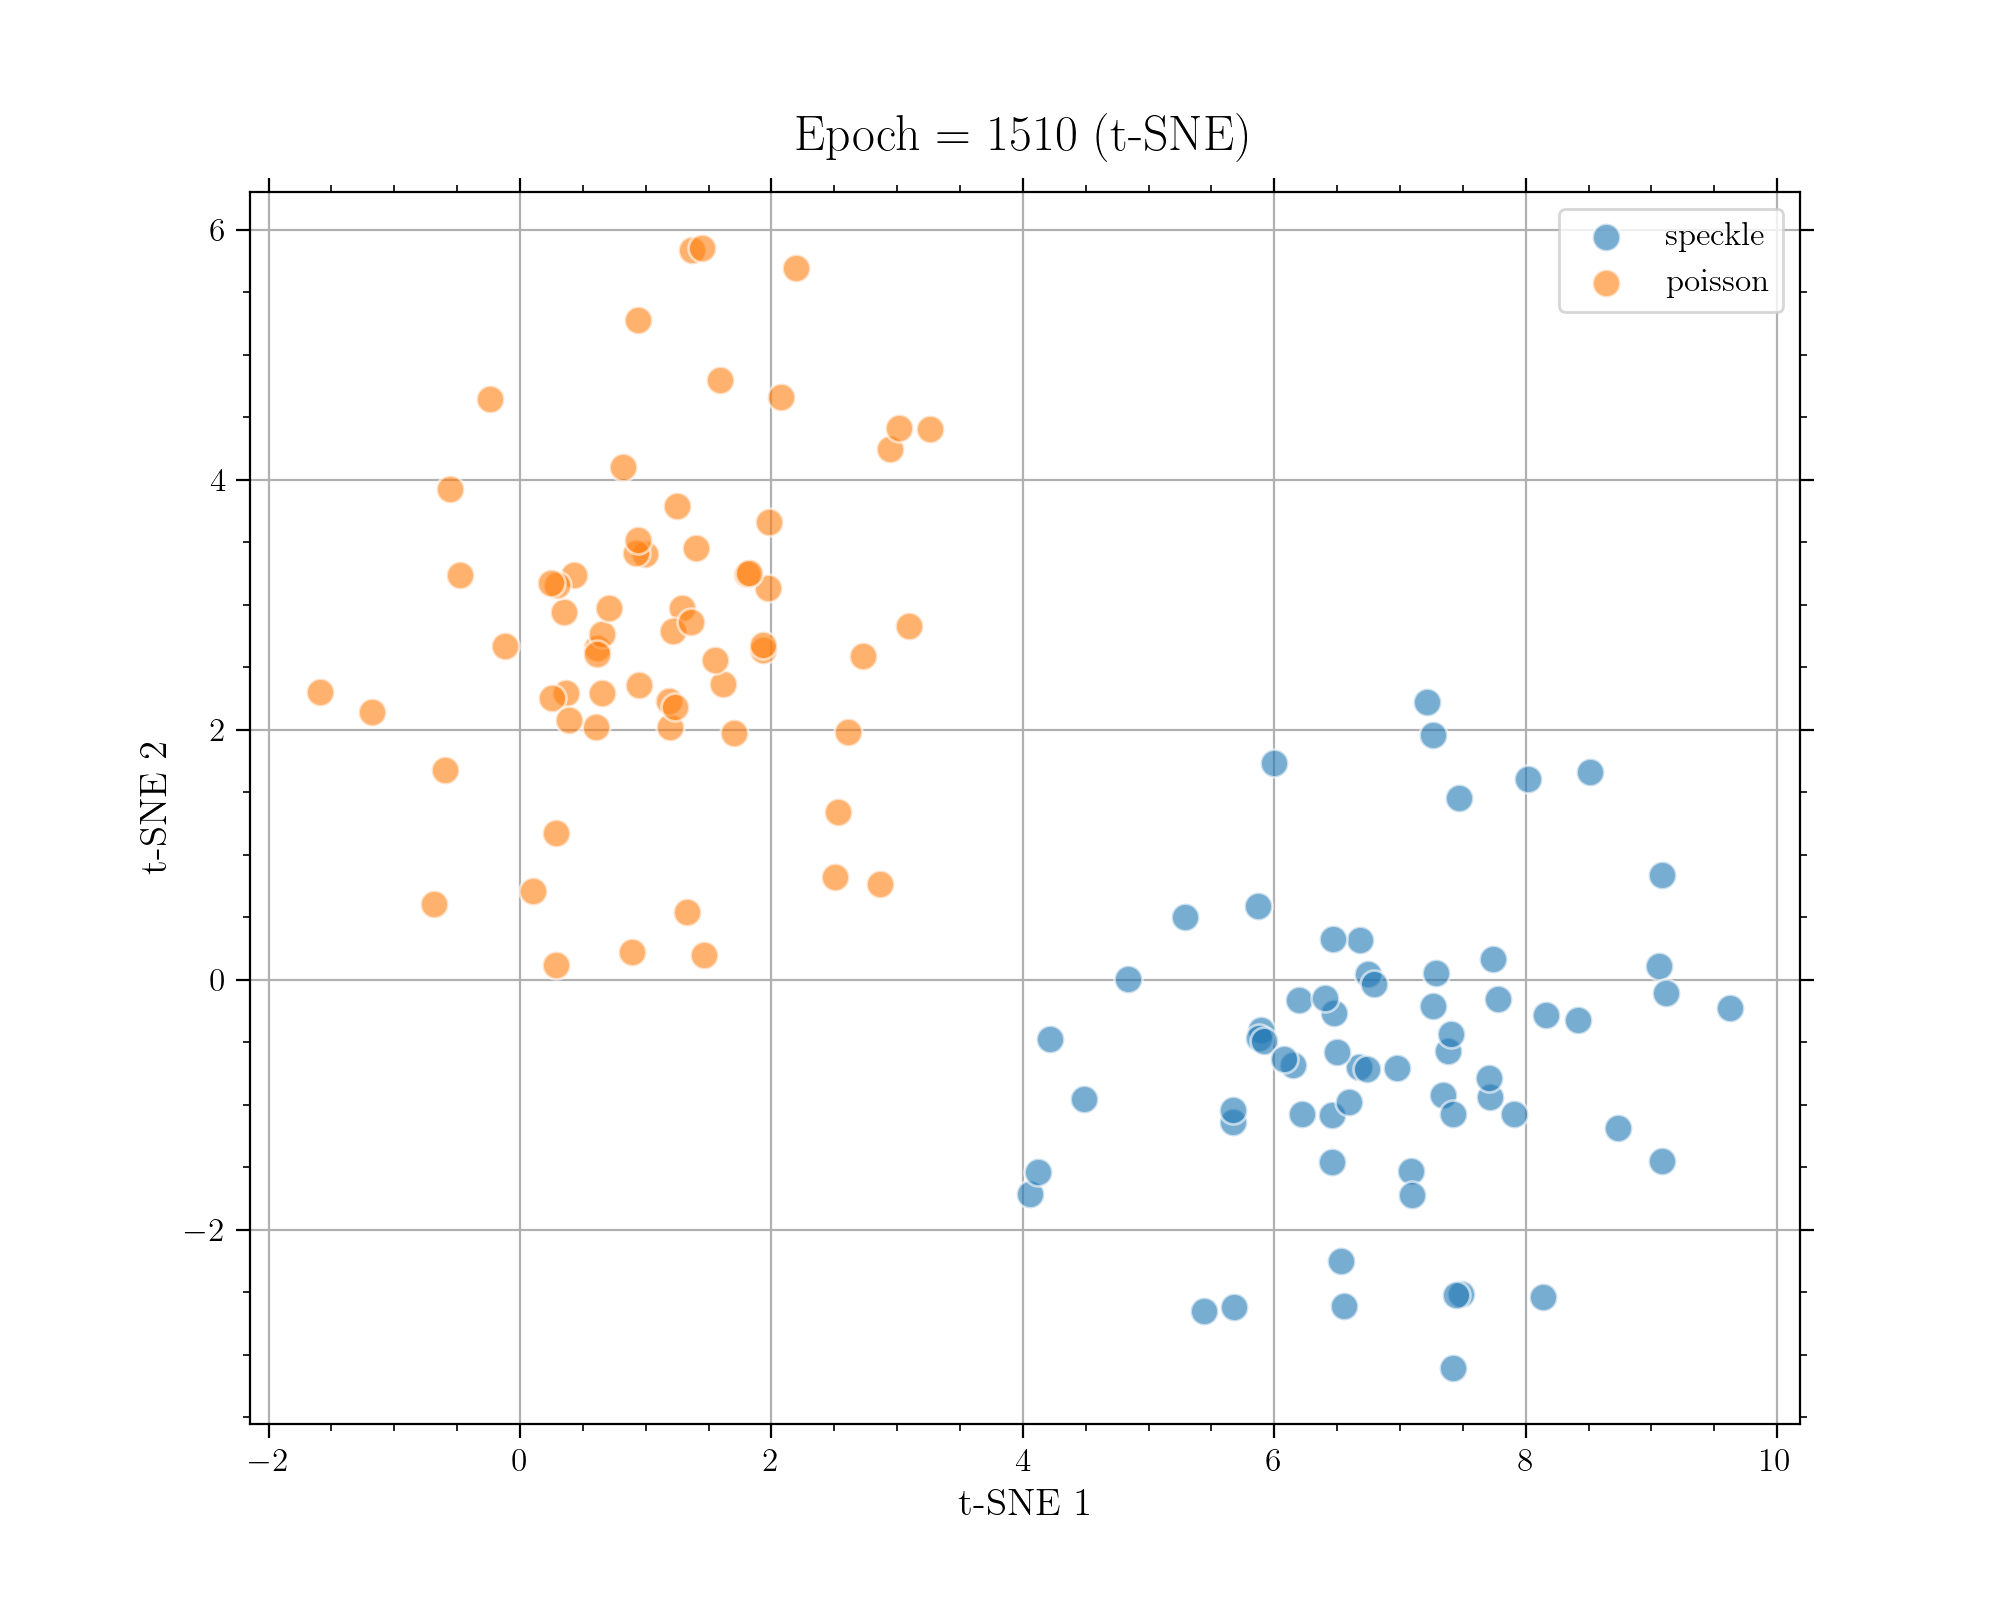 Epoch = 1510 (t-SNE)
speckle
poisson
6
4
2
0
−2
t-SNE 2
−2 0 2 4 6 8 10
t-SNE 1